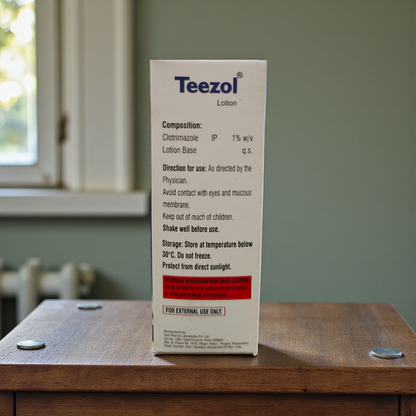 Teezol®
Lotion
Composition:
Clotrimazole IP 1% w/v
Lotion Base q.s.
Direction for use: As directed by the
Physician.
Avoid contact with eyes and mucous
membrane.
Keep out of reach of children.
Shake well before use.
Storage: Store at temperature below
30°C. Do not freeze.
Protect from direct sunlight.
FOR EXTERNAL USE ONLY.